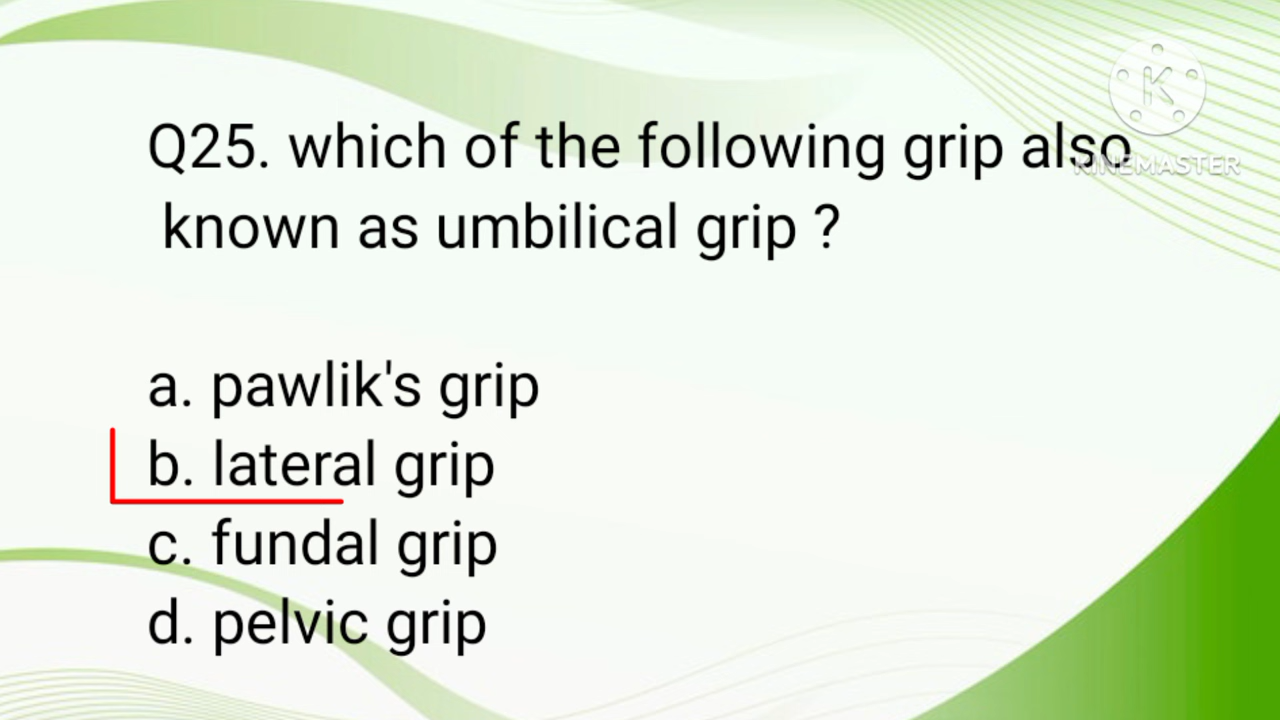 Q25. which of the following grip also
known as umbilical grip ?
a. pawlik's grip
b. lateral grip
c. fundal grip
d. pelvic grip
K
KINEMASTER